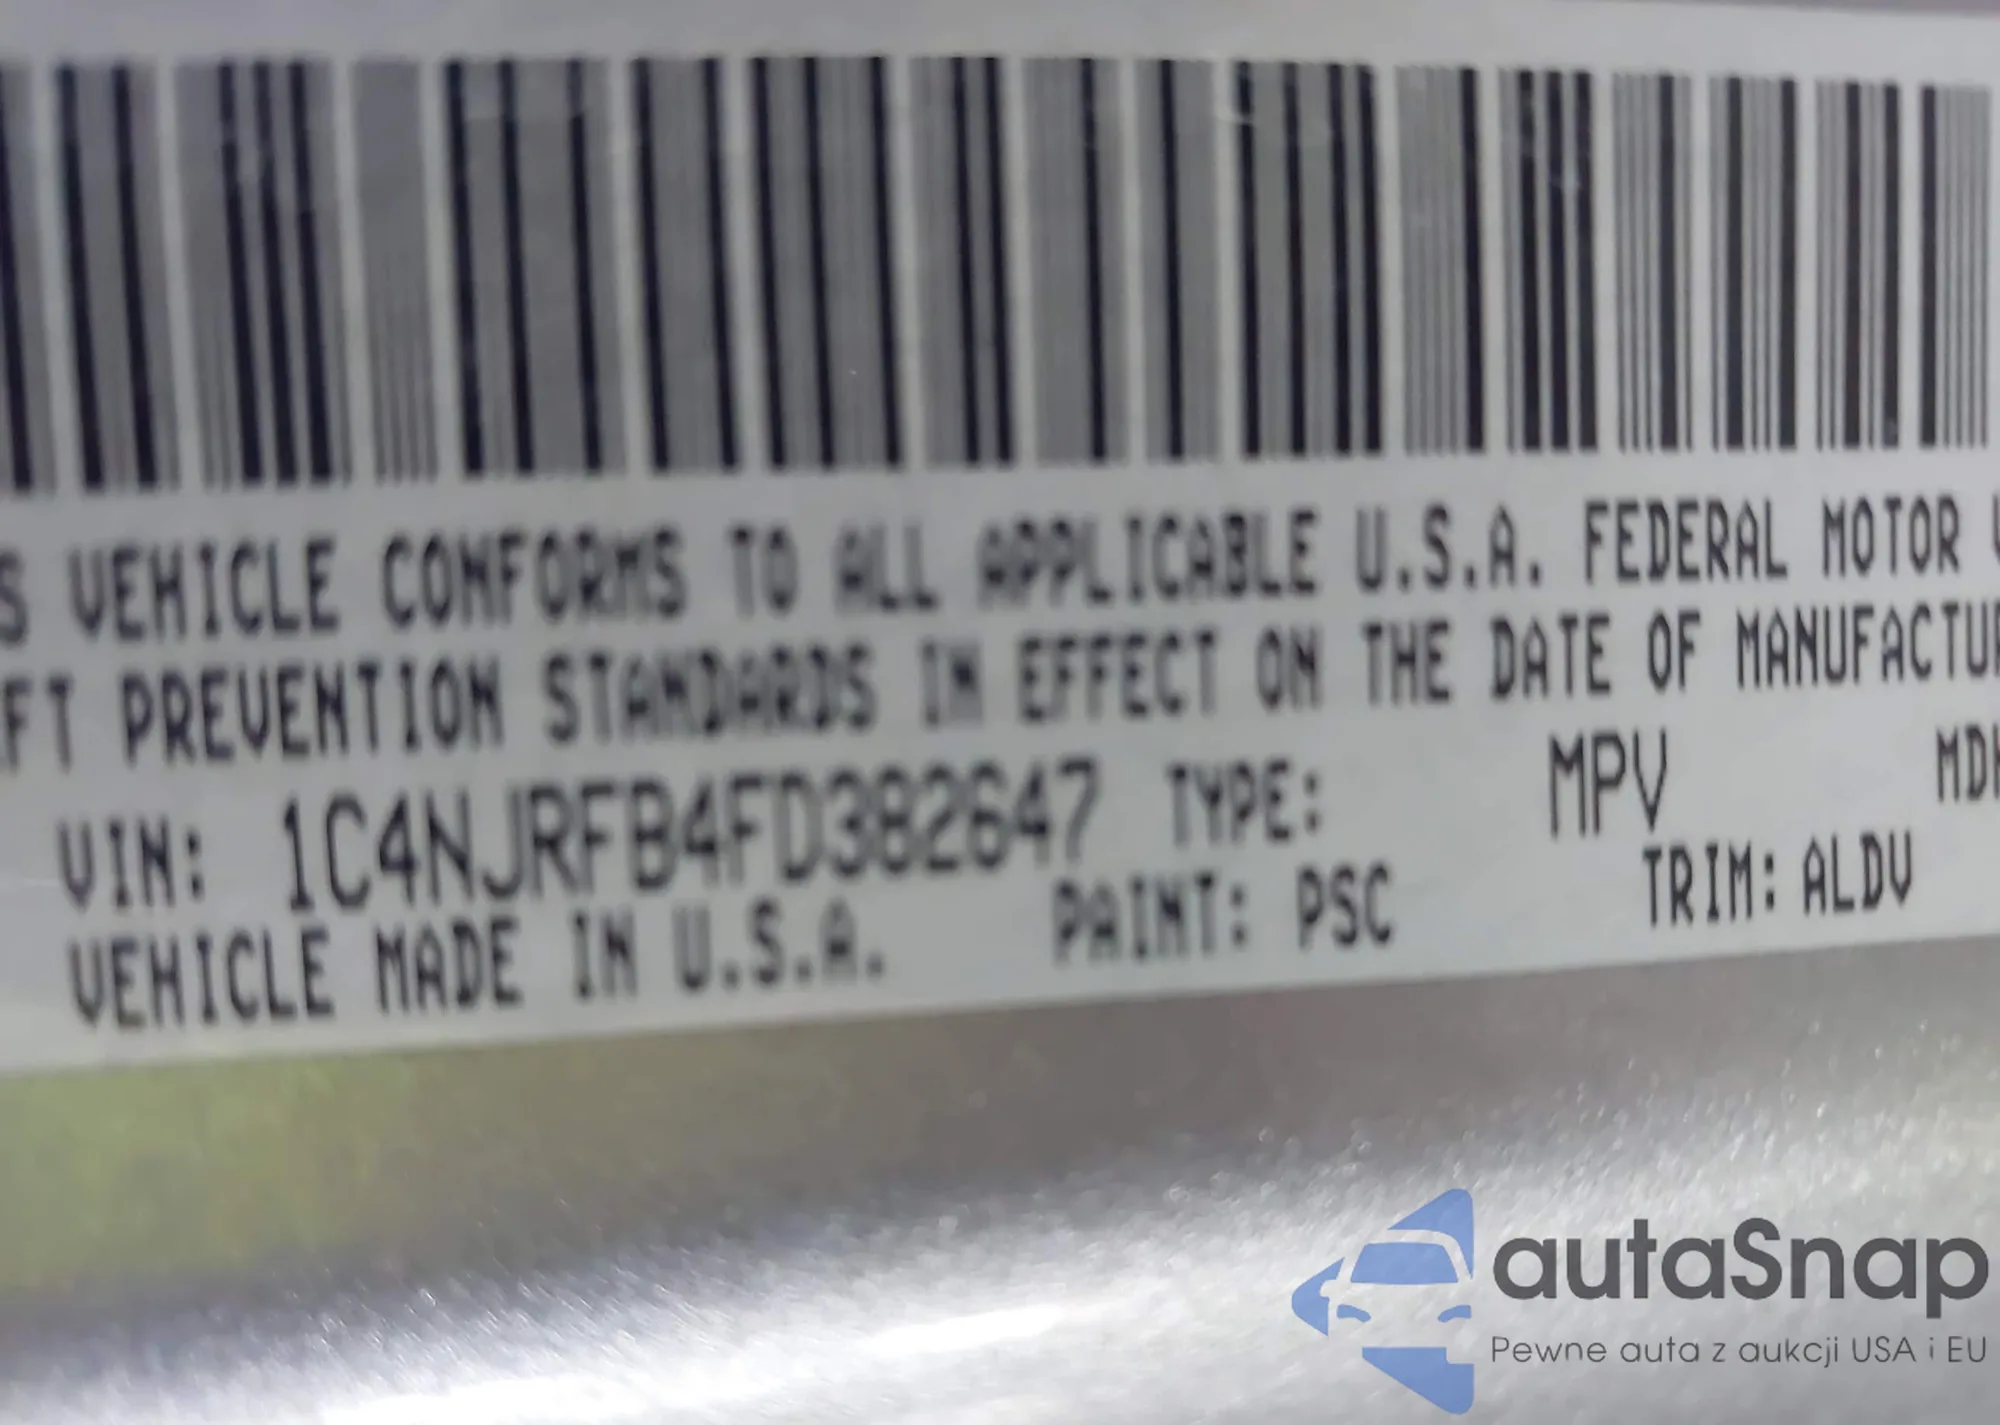 S VEHICLE CONFORMS TO ALL APPLICABLE U.S.A. FEDERAL MOTOR
FT PREVENTION STANDARDS IN EFFECT ON THE DATE OF MANUFACTU
VIN: 1C4NJRFB4FD382647 TYPE: MPV MDH
VEHICLE MADE IN U.S.A. PAINT: PSC TRIM: ALDV
autaSnap
Pewne auta z aukcji USA i EU